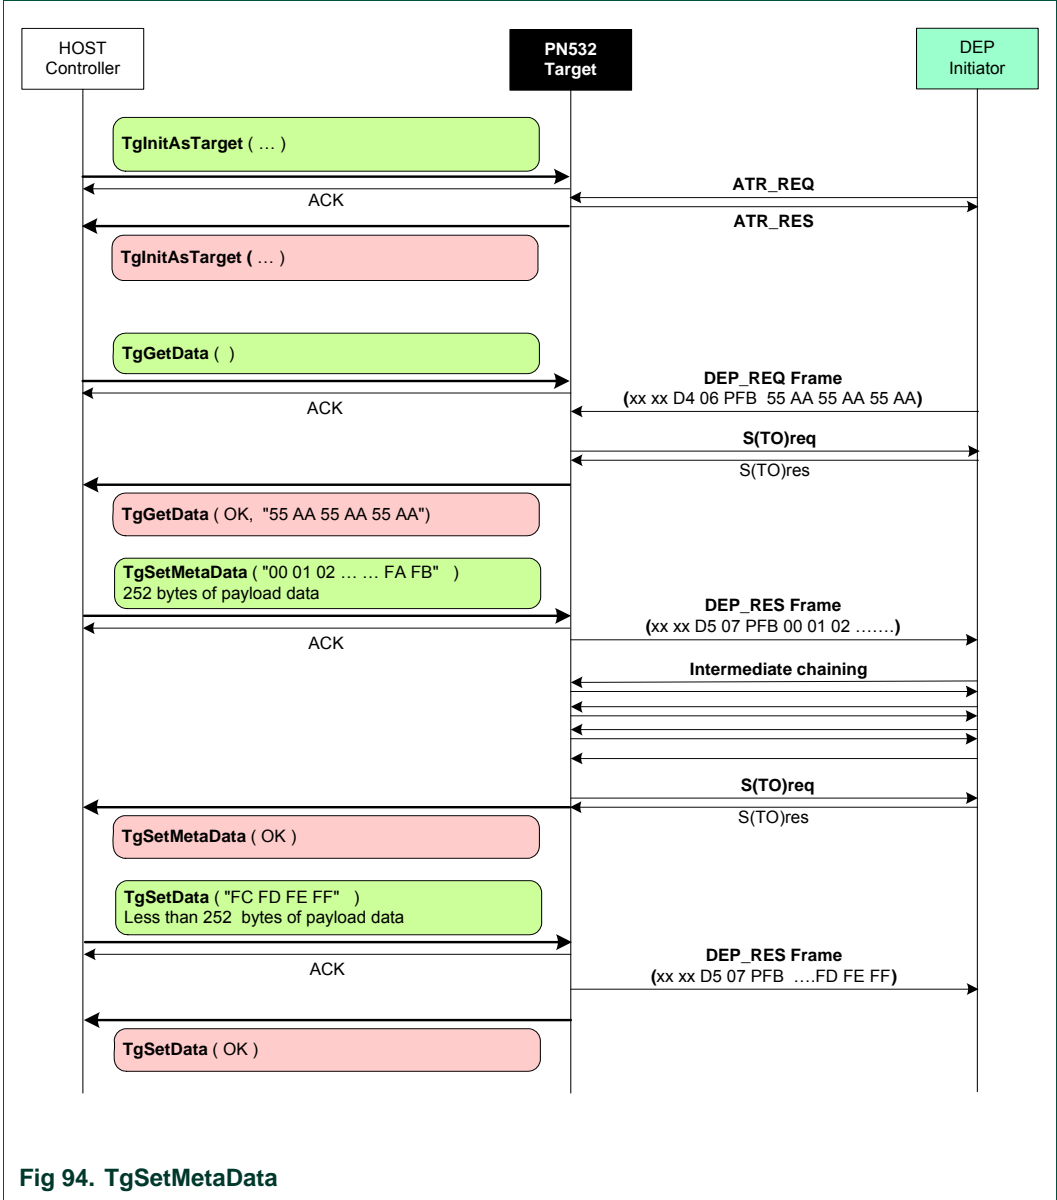 HOST
Controller
PN532
Target
DEP
Initiator
TgInitAsTarget ( … )
ACK
ATR_REQ
ATR_RES
TgInitAsTarget ( … )
TgGetData (  )
ACK
DEP_REQ Frame
(xx xx D4 06 PFB  55 AA 55 AA 55 AA)
S(TO)req
S(TO)res
TgGetData ( OK,  "55 AA 55 AA 55 AA")
TgSetMetaData ( "00 01 02 … … FA FB"   )
252 bytes of payload data
ACK
DEP_RES Frame
(xx xx D5 07 PFB 00 01 02 …….)
Intermediate chaining
S(TO)req
S(TO)res
TgSetMetaData ( OK )
TgSetData ( "FC FD FE FF"   )
Less than 252  bytes of payload data
ACK
DEP_RES Frame
(xx xx D5 07 PFB  ….FD FE FF)
TgSetData ( OK )
Fig 94. TgSetMetaData